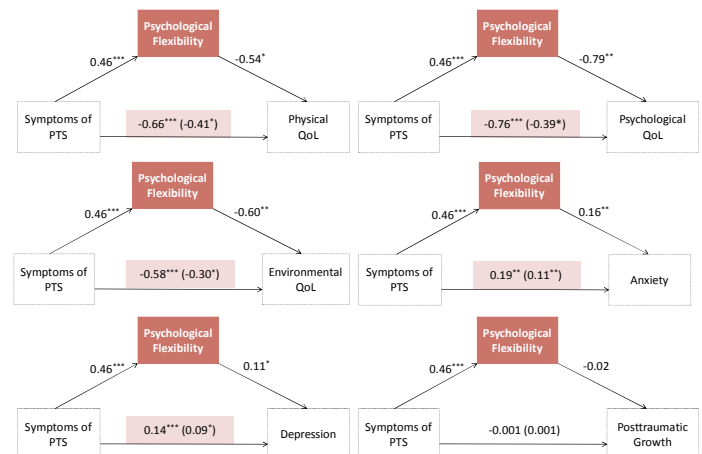 Psychological
Flexibility
0.46***
-0.54*
Symptoms of
PTS
-0.66*** (-0.41*)
Physical
QoL
Psychological
Flexibility
0.46***
-0.79**
Symptoms of
PTS
-0.76*** (-0.39*)
Psychological
QoL
Psychological
Flexibility
0.46***
-0.60**
Symptoms of
PTS
-0.58*** (-0.30*)
Environmental
QoL
Psychological
Flexibility
0.46***
0.16**
Symptoms of
PTS
0.19** (0.11**)
Anxiety
Psychological
Flexibility
0.46***
0.11*
Symptoms of
PTS
0.14*** (0.09*)
Depression
Psychological
Flexibility
0.46***
-0.02
Symptoms of
PTS
-0.001 (0.001)
Posttraumatic
Growth